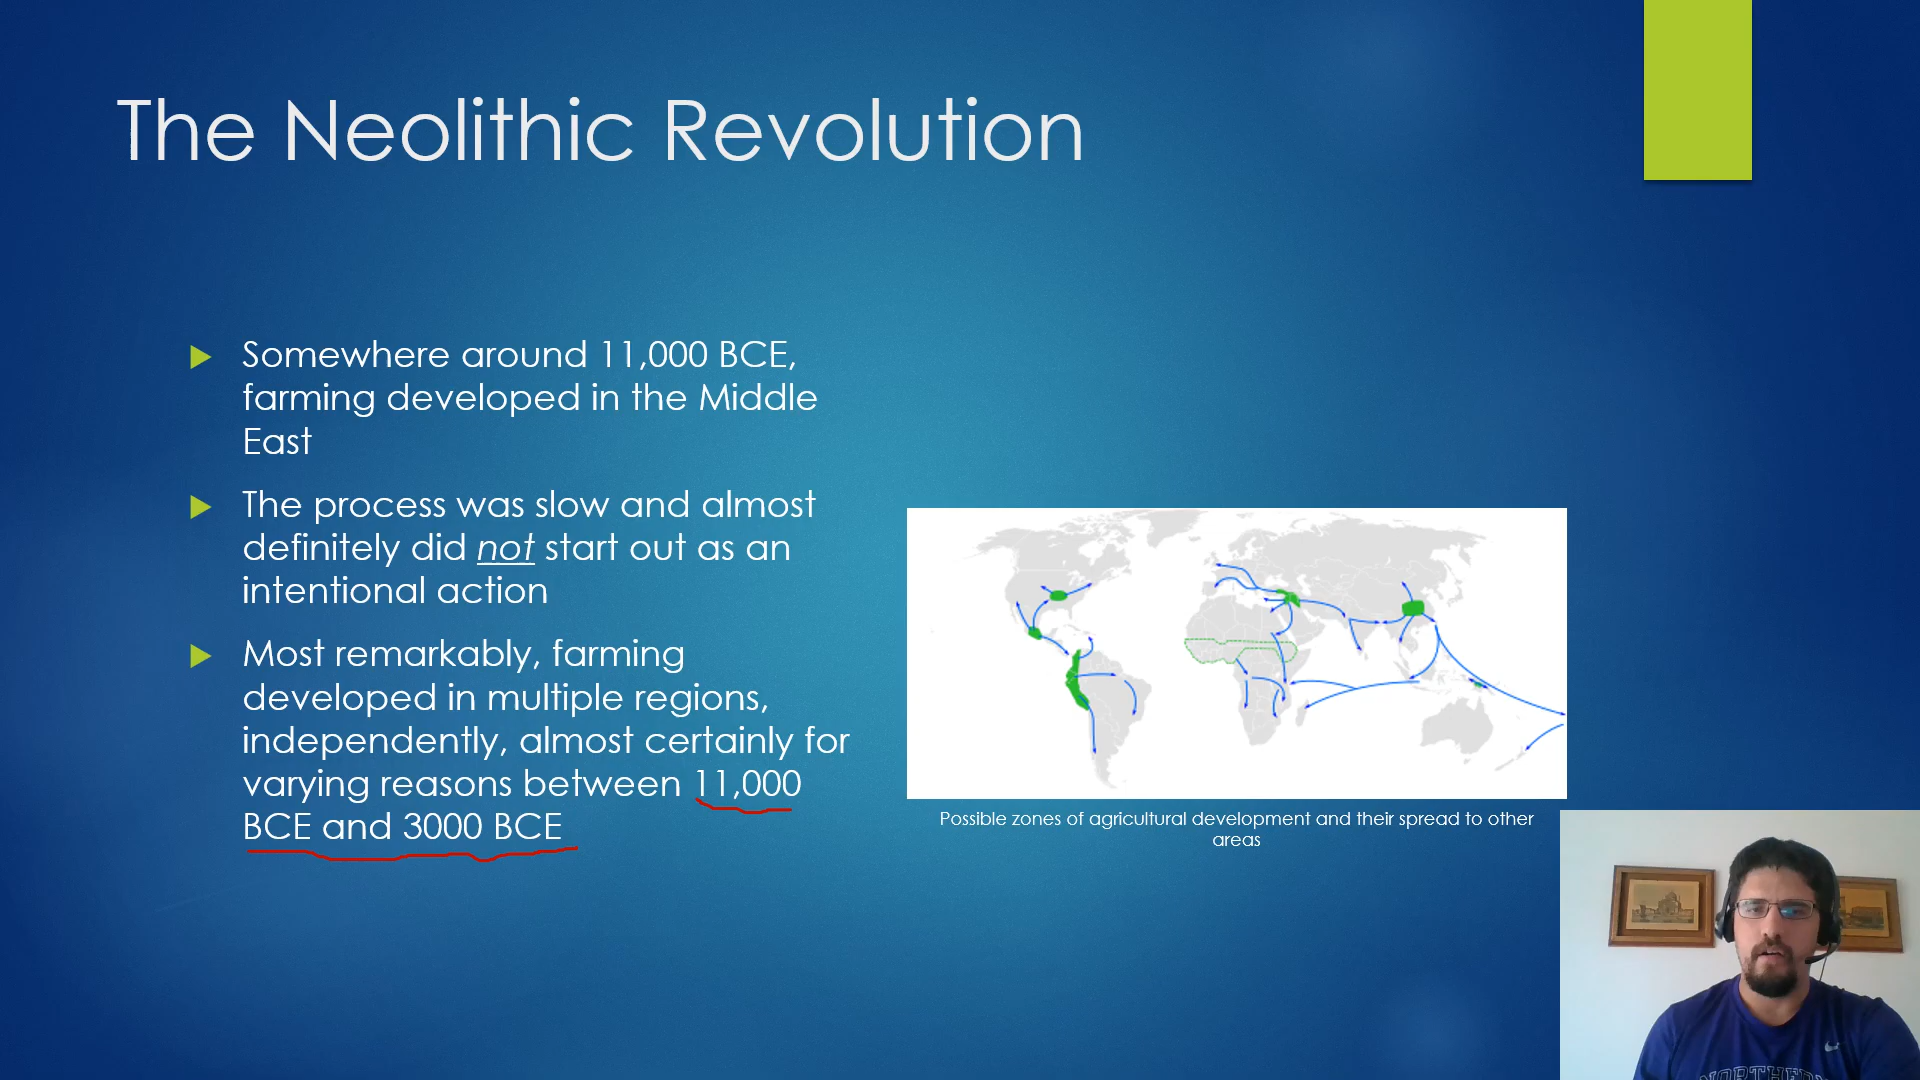 The Neolithic Revolution
Somewhere around 11,000 BCE,
farming developed in the Middle
East
The process was slow and almost
definitely did not start out as an
intentional action
Most remarkably, farming
developed in multiple regions,
independently, almost certainly for
varying reasons between 11,000
BCE and 3000 BCE
Possible zones of agricultural development and their spread to other
areas